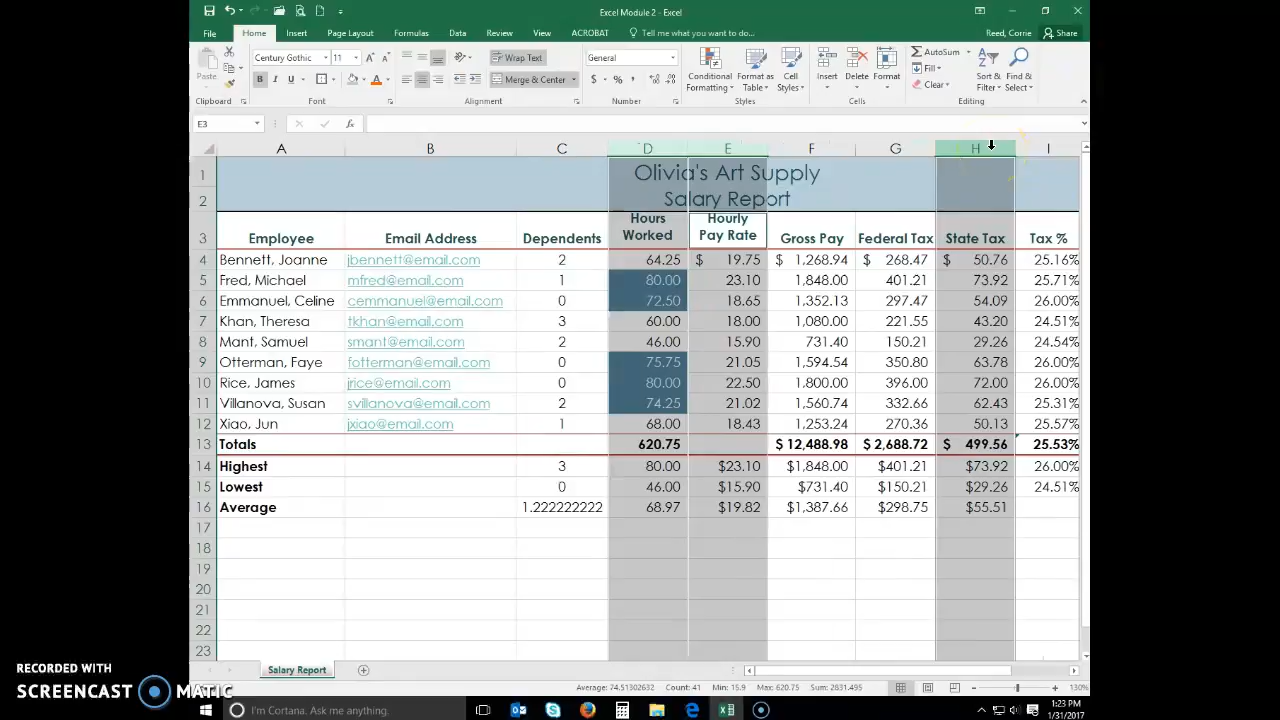 Excel Module 2 - Excel
File Home Insert Page Layout Formulas Data Review View ACROBAT Tell me what you want to do... Reed, Corrie Share
Paste Century Gothic 11 A A Wrap Text General Conditional Format as Cell Insert Delete Format AutoSum Sort & Find &
B I U Merge & Center $ % , Formatting Table Styles Fill Clear Filter Select
Clipboard Font Alignment Number Styles Cells Editing
E3 fx
A B C D E F G H I
1 Olivia's Art Supply
2 Salary Report
3 Employee Email Address Dependents Hours Worked Hourly Pay Rate Gross Pay Federal Tax State Tax Tax %
4 Bennett, Joanne jbennett@email.com 2 64.25 $ 19.75 $ 1,268.94 $ 268.47 $ 50.76 25.16%
5 Fred, Michael mfred@email.com 1 80.00 23.10 1,848.00 401.21 73.92 25.71%
6 Emmanuel, Celine cemmanuel@email.com 0 72.50 18.65 1,352.13 297.47 54.09 26.00%
7 Khan, Theresa tkhan@email.com 3 60.00 18.00 1,080.00 221.55 43.20 24.51%
8 Mant, Samuel smant@email.com 2 46.00 15.90 731.40 150.21 29.26 24.54%
9 Otterman, Faye fotterman@email.com 0 75.75 21.05 1,594.54 350.80 63.78 26.00%
10 Rice, James jrice@email.com 0 80.00 22.50 1,800.00 396.00 72.00 26.00%
11 Villanova, Susan svillanova@email.com 2 74.25 21.02 1,560.74 332.66 62.43 25.31%
12 Xiao, Jun jxiao@email.com 1 68.00 18.43 1,253.24 270.36 50.13 25.57%
13 Totals 620.75 $ 12,488.98 $ 2,688.72 $ 499.56 25.53%
14 Highest 3 80.00 $23.10 $1,848.00 $401.21 $73.92 26.00%
15 Lowest 0 46.00 $15.90 $731.40 $150.21 $29.26 24.51%
16 Average 1.222222222 68.97 $19.82 $1,387.66 $298.75 $55.51
17
18
19
20
21
22
23
Salary Report
Average: 74.51302632 Count: 41 Min: 15.9 Max: 620.75 Sum: 2831.495 130%
RECORDED WITH
SCREENCAST MATIC
I'm Cortana. Ask me anything. 1:23 PM
1/31/2017